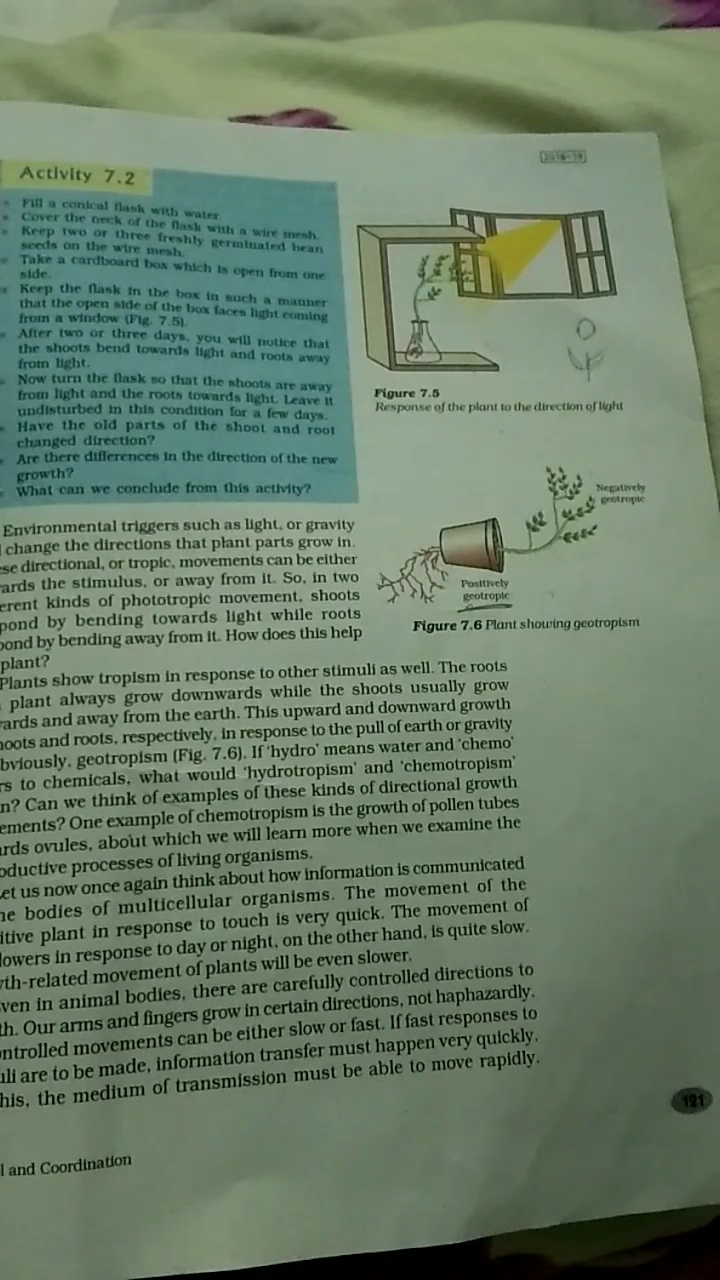 2018-19
Activity 7.2
Fill a conical flask with water.
Cover the neck of the flask with a wire mesh.
Keep two or three freshly germinated bean
seeds on the wire mesh.
Take a cardboard box which is open from one
side.
Keep the flask in the box in such a manner
that the open side of the box faces light coming
from a window (Fig. 7.5).
After two or three days, you will notice that
the shoots bend towards light and roots away
from light.
Now turn the flask so that the shoots are away
from light and the roots towards light. Leave it
undisturbed in this condition for a few days.
Have the old parts of the shoot and root
changed direction?
Are there differences in the direction of the new
growth?
What can we conclude from this activity?
Figure 7.5
Response of the plant to the direction of light
Negatively
geotropic
Positively
geotropic
Figure 7.6 Plant showing geotropism
Environmental triggers such as light, or gravity
change the directions that plant parts grow in.
se directional, or tropic, movements can be either
ards the stimulus, or away from it. So, in two
erent kinds of phototropic movement, shoots
pond by bending towards light while roots
pond by bending away from it. How does this help
plant?
Plants show tropism in response to other stimuli as well. The roots
plant always grow downwards while the shoots usually grow
ards and away from the earth. This upward and downward growth
hoots and roots, respectively, in response to the pull of earth or gravity
bviously, geotropism (Fig. 7.6). If 'hydro' means water and 'chemo'
rs to chemicals, what would 'hydrotropism' and 'chemotropism'
n? Can we think of examples of these kinds of directional growth
ements? One example of chemotropism is the growth of pollen tubes
ards ovules, about which we will learn more when we examine the
oductive processes of living organisms.
Let us now once again think about how information is communicated
he bodies of multicellular organisms. The movement of the
itive plant in response to touch is very quick. The movement of
lowers in response to day or night, on the other hand, is quite slow.
th-related movement of plants will be even slower.
ven in animal bodies, there are carefully controlled directions to
th. Our arms and fingers grow in certain directions, not haphazardly.
ntrolled movements can be either slow or fast. If fast responses to
uli are to be made, information transfer must happen very quickly.
his, the medium of transmission must be able to move rapidly.
121
l and Coordination